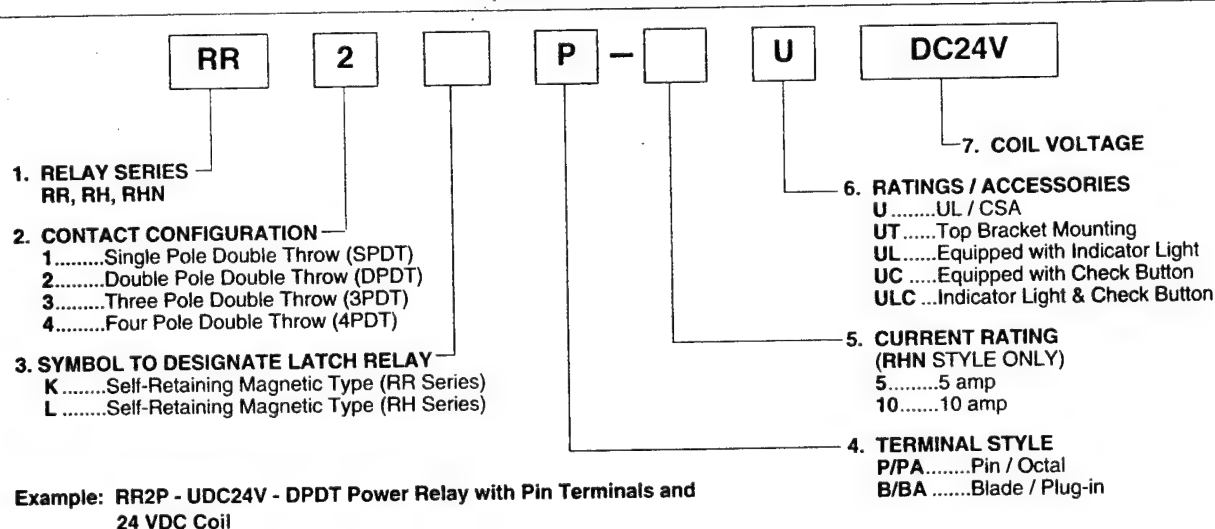 RR 2 P – U DC24V
1. RELAY SERIES
RR, RH, RHN
2. CONTACT CONFIGURATION
1.........Single Pole Double Throw (SPDT)
2.........Double Pole Double Throw (DPDT)
3.........Three Pole Double Throw (3PDT)
4.........Four Pole Double Throw (4PDT)
3. SYMBOL TO DESIGNATE LATCH RELAY
K ........Self-Retaining Magnetic Type (RR Series)
L ........Self-Retaining Magnetic Type (RH Series)
7. COIL VOLTAGE
6. RATINGS / ACCESSORIES
U ........UL / CSA
UT ......Top Bracket Mounting
UL ......Equipped with Indicator Light
UC ......Equipped with Check Button
ULC ...Indicator Light & Check Button
5. CURRENT RATING
(RHN STYLE ONLY)
5.........5 amp
10.......10 amp
4. TERMINAL STYLE
P/PA........Pin / Octal
B/BA .......Blade / Plug-in
Example: RR2P - UDC24V - DPDT Power Relay with Pin Terminals and
24 VDC Coil